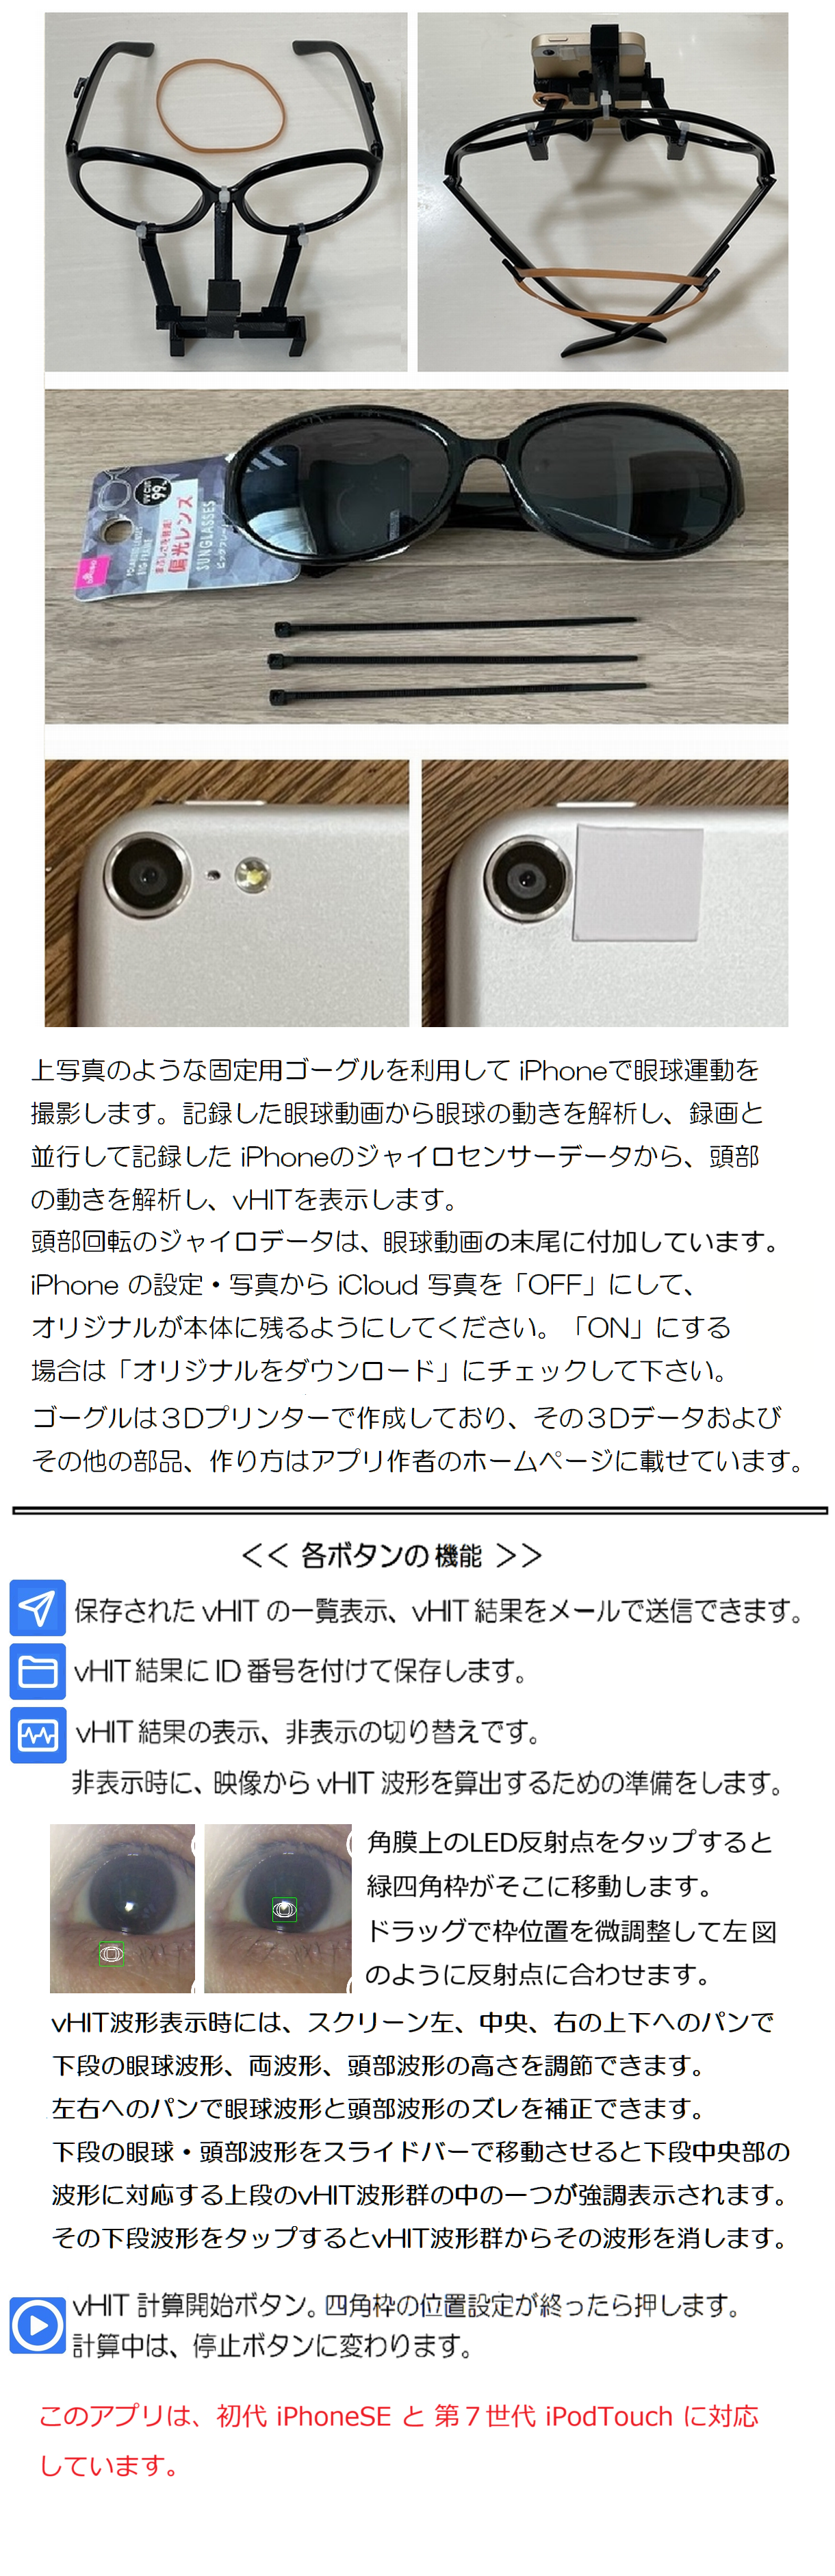 UV CUT
99%
POLARIZED LENS
BIG FRAME
まぶしさを軽減!
偏光レンズ
SUNGLASSES
DAISO
上写真のような固定用ゴーグルを利用して iPhoneで眼球運動を
撮影します。記録した眼球動画から眼球の動きを解析し、録画と
並行して記録した iPhoneのジャイロセンサーデータから、頭部
の動きを解析し、vHITを表示します。
頭部回転のジャイロデータは、眼球動画の末尾に付加しています。
iPhone の設定・写真から iCloud 写真を「OFF」にして、
オリジナルが本体に残るようにしてください。「ON」にする
場合は「オリジナルをダウンロード」にチェックして下さい。
ゴーグルは３Dプリンターで作成しており、その３Dデータおよび
その他の部品、作り方はアプリ作者のホームページに載せています。
<< 各ボタンの 機能 >>
保存された vHIT の一覧表示、vHIT 結果をメールで送信できます。
vHIT 結果に ID 番号を付けて保存します。
vHIT 結果の表示、非表示の切り替えです。
非表示時に、映像から vHIT 波形を算出するための準備をします。
角膜上のLED反射点をタップすると
緑四角枠がそこに移動します。
ドラッグで枠位置を微調整して左図
のように反射点に合わせます。
vHIT波形表示時には、スクリーン左、中央、右の上下へのパンで
下段の眼球波形、両波形、頭部波形の高さを調節できます。
左右へのパンで眼球波形と頭部波形のズレを補正できます。
下段の眼球・頭部波形をスライドバーで移動させると下段中央部の
波形に対応する上段のvHIT波形群の中の一つが強調表示されます。
その下段波形をタップするとvHIT波形群からその波形を消します。
vHIT 計算開始ボタン。四角枠の位置設定が終ったら押します。
計算中は、停止ボタンに変わります。
このアプリは、初代 iPhoneSE と 第７世代 iPodTouch に対応
しています。